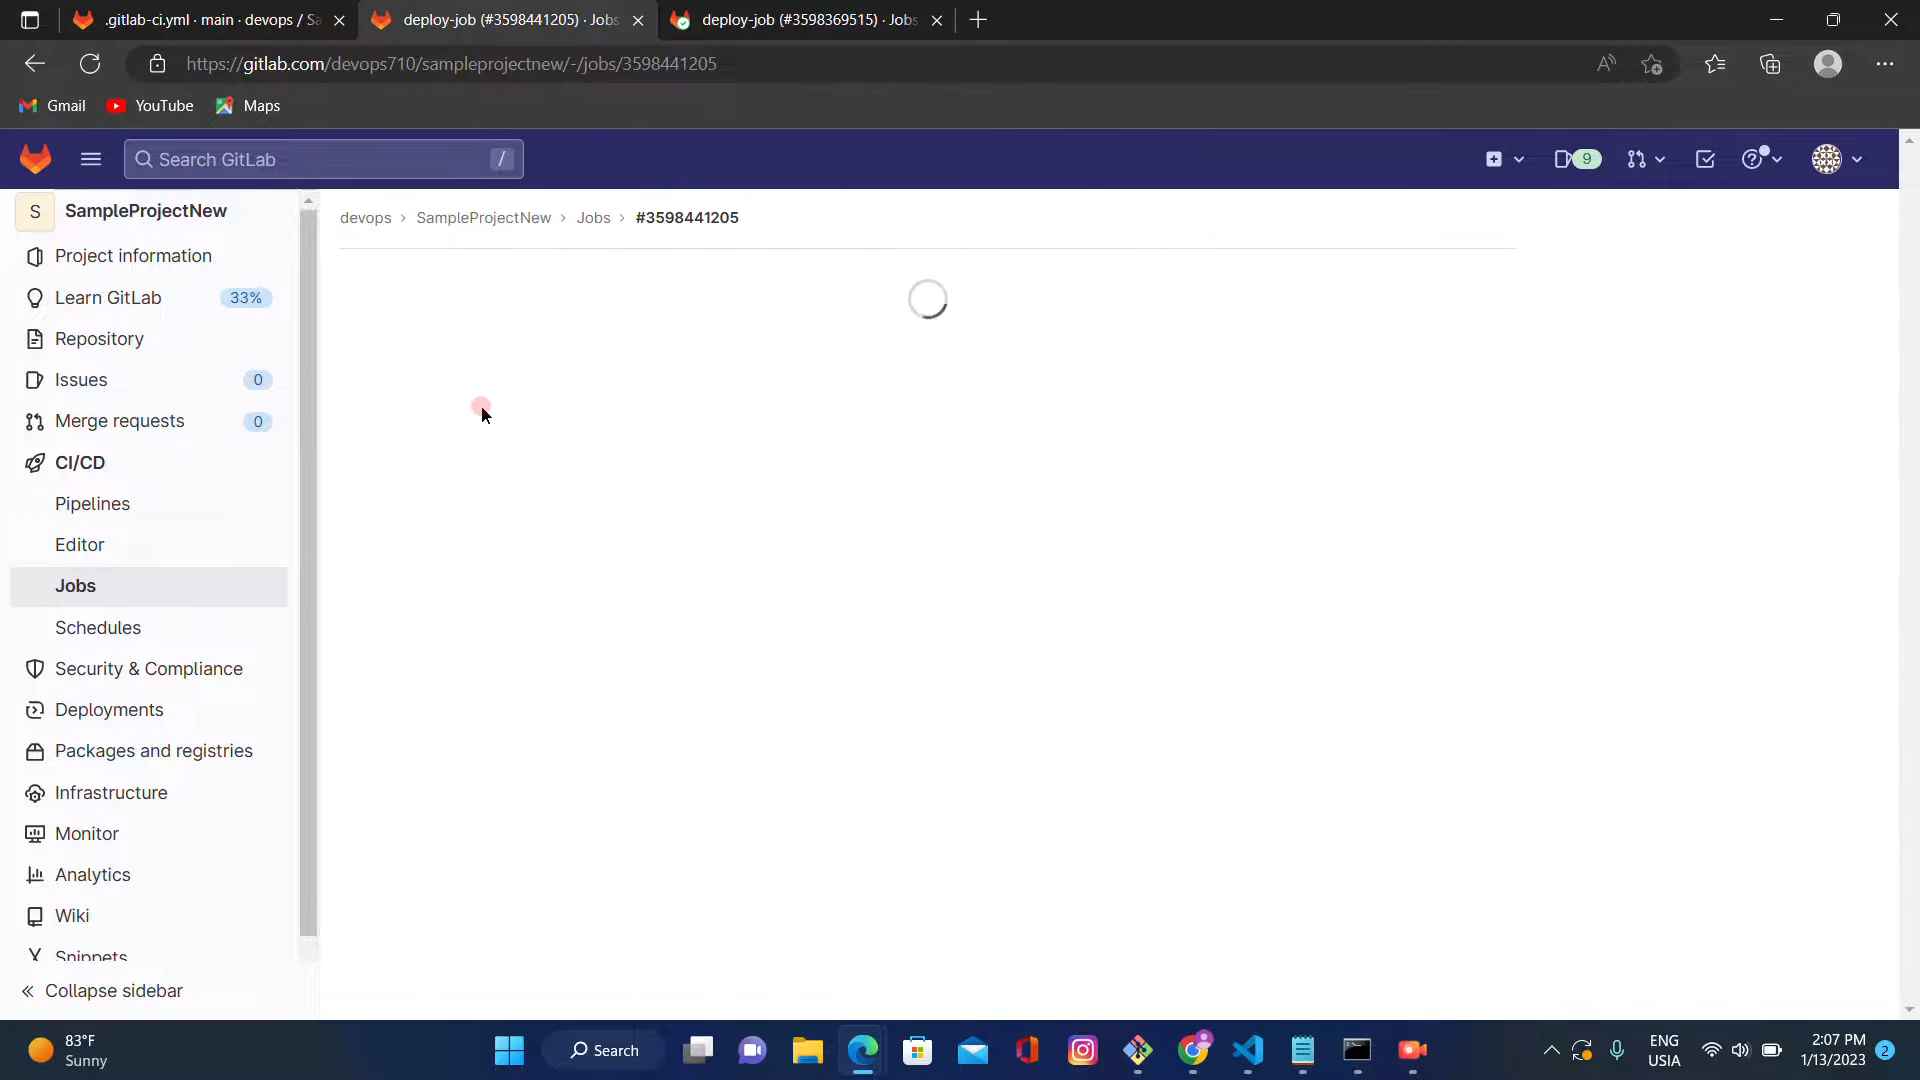 .gitlab-ci.yml · main · devops / Sa
deploy-job (#3598441205) · Jobs
deploy-job (#3598369515) · Jobs
https://gitlab.com/devops710/sampleprojectnew/-/jobs/3598441205
Gmail
YouTube
Maps
Search GitLab
/
9
S
SampleProjectNew
devops › SampleProjectNew › Jobs › #3598441205
Project information
Learn GitLab
33%
Repository
Issues
0
Merge requests
0
CI/CD
Pipelines
Editor
Jobs
Schedules
Security & Compliance
Deployments
Packages and registries
Infrastructure
Monitor
Analytics
Wiki
Snippets
« Collapse sidebar
83°F
Sunny
Search
ENG
USIA
2:07 PM
1/13/2023
2